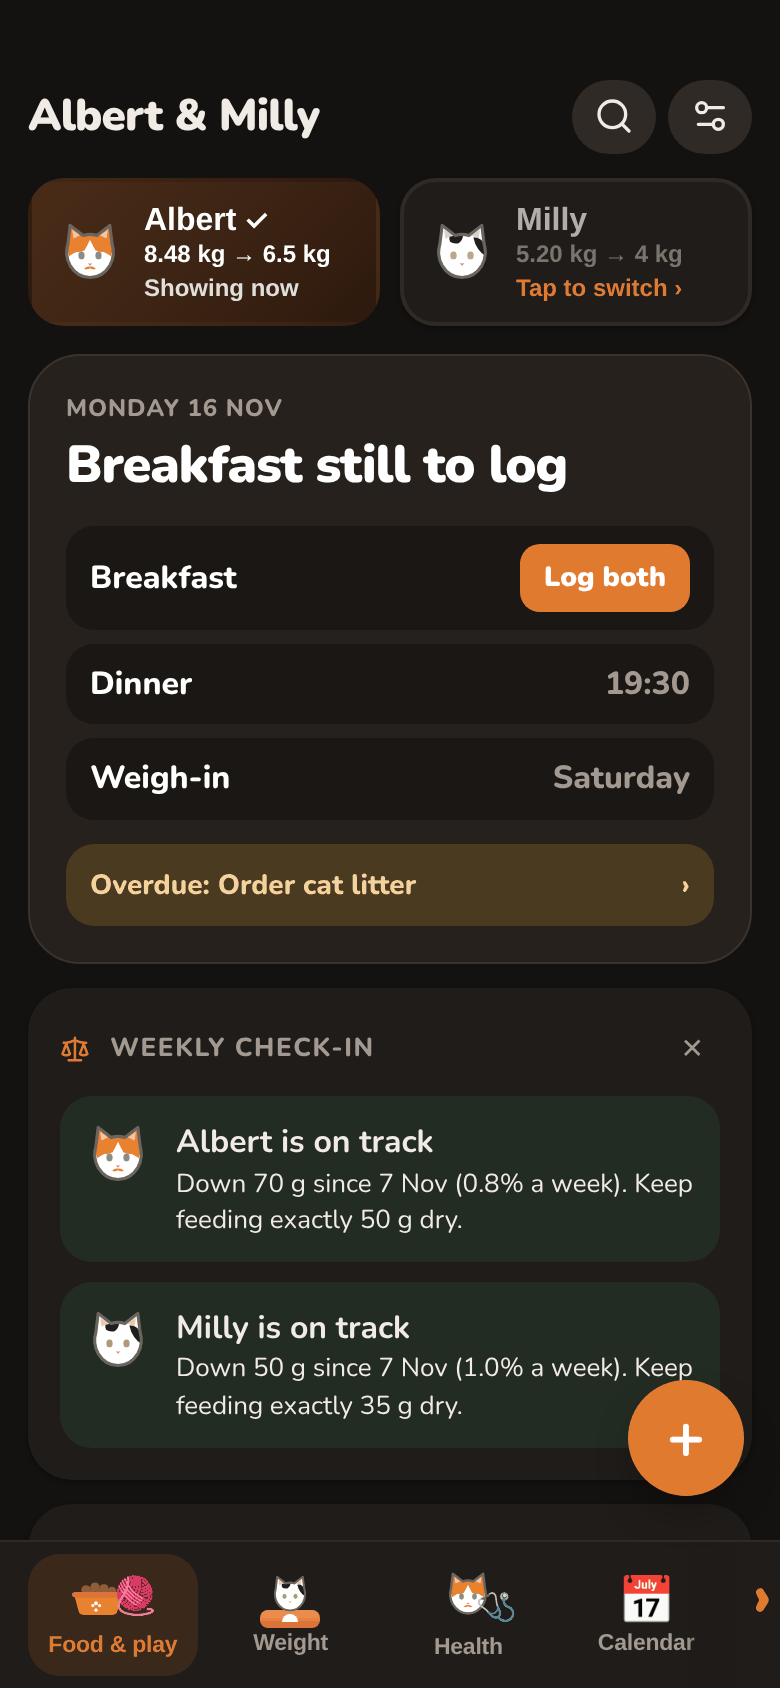 Albert & Milly
Albert ✓
8.48 kg → 6.5 kg
Showing now
Milly
5.20 kg → 4 kg
Tap to switch ›
MONDAY 16 NOV
Breakfast still to log
Breakfast
Log both
Dinner
19:30
Weigh-in
Saturday
Overdue: Order cat litter ›
WEEKLY CHECK-IN ×
Albert is on track
Down 70 g since 7 Nov (0.8% a week). Keep
feeding exactly 50 g dry.
Milly is on track
Down 50 g since 7 Nov (1.0% a week). Keep
feeding exactly 35 g dry.
+
July
17
Food & play
Weight
Health
Calendar
›